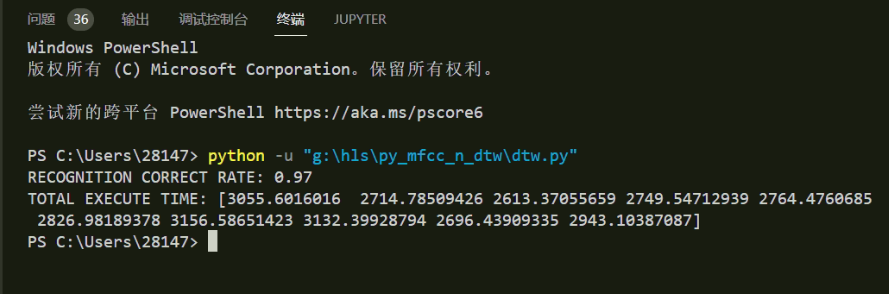 问题 36 输出 调试控制台 终端 JUPYTER
Windows PowerShell
版权所有 (C) Microsoft Corporation。保留所有权利。
尝试新的跨平台 PowerShell https://aka.ms/pscore6
PS C:\Users\28147> python -u "g:\hls\py_mfcc_n_dtw\dtw.py"
RECOGNITION CORRECT RATE: 0.97
TOTAL EXECUTE TIME: [3055.6016016  2714.78509426 2613.37055659 2749.54712939 2764.4760685
 2826.98189378 3156.58651423 3132.39928794 2696.43909335 2943.10387087]
PS C:\Users\28147>